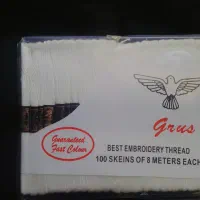 Grus
Guaranteed
Fast Colour
BEST EMBROIDERY THREAD
100 SKEINS OF 8 METERS EACH